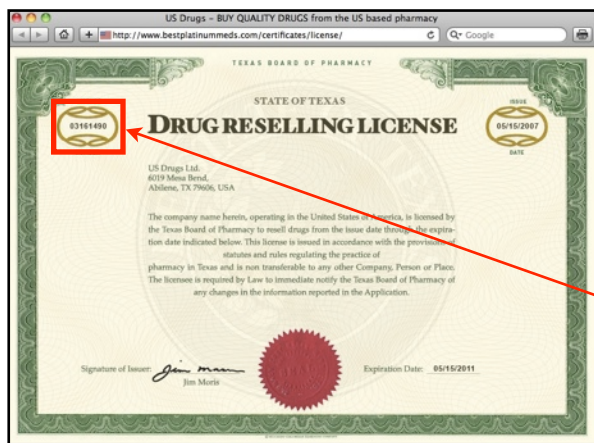 US Drugs - BUY QUALITY DRUGS from the US based pharmacy
http://www.bestplatinummeds.com/certificates/license/
Google
TEXAS BOARD OF PHARMACY
STATE OF TEXAS
03161490
DRUG RESELLING LICENSE
ISSUE
05/15/2007
DATE
US Drugs Ltd.
6019 Mesa Bend,
Abilene, TX 79606, USA
The company name herein, operating in the United States of America, is licensed by
the Texas Board of Pharmacy to resell drugs from the issue date through the expira-
tion date indicated below. This license is issued in accordance with the provisions of
statutes and rules regulating the practice of
pharmacy in Texas and is non transferable to any other Company, Person or Place.
The licensee is required by Law to immediate notify the Texas Board of Pharmacy of
any changes in the information reported in the Application.
Signature of Issuer:
Jim Moris
Expiration Date: 05/15/2011